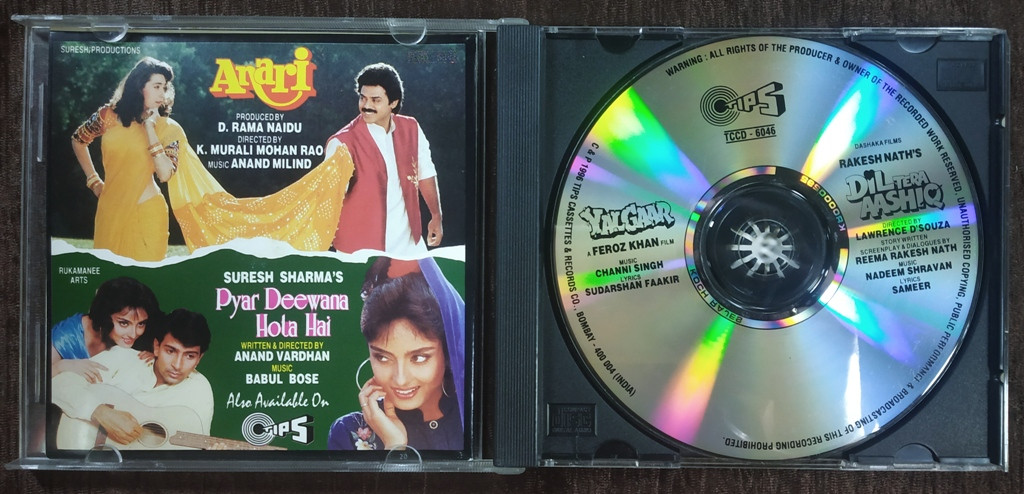 SURESH/PRODUCTIONS
Anari
PRODUCED BY
D. RAMA NAIDU
DIRECTED BY
K. MURALI MOHAN RAO
MUSIC ANAND MILIND
RUKAMANEE
ARTS
SURESH SHARMA'S
Pyar Deewana
Hota Hai
WRITTEN & DIRECTED BY
ANAND VARDHAN
MUSIC
BABUL BOSE
Also Available On
TIPS
WARNING : ALL RIGHTS OF THE PRODUCER & OWNER OF THE RECORDED WORK RESERVED. UNAUTHORISED COPYING, PUBLIC PERFORMANCE & BROADCASTING OF THIS RECORDING PROHIBITED.
C & P 1996 TIPS CASSETTES & RECORDS CO., BOMBAY - 400 004 (INDIA)
TIPS
TCCD - 6046
YALGAAR
A FEROZ KHAN FILM
MUSIC
CHANNI SINGH
LYRICS
SUDARSHAN FAAKIR
DASHAKA FILMS
RAKESH NATH'S
DIL TERA
AASHIQ
DIRECTED BY
LAWRENCE D'SOUZA
STORY WRITTEN
SCREENPLAY & DIALOGUES BY
REEMA RAKESH NATH
MUSIC
NADEEM SHRAVAN
LYRICS
SAMEER